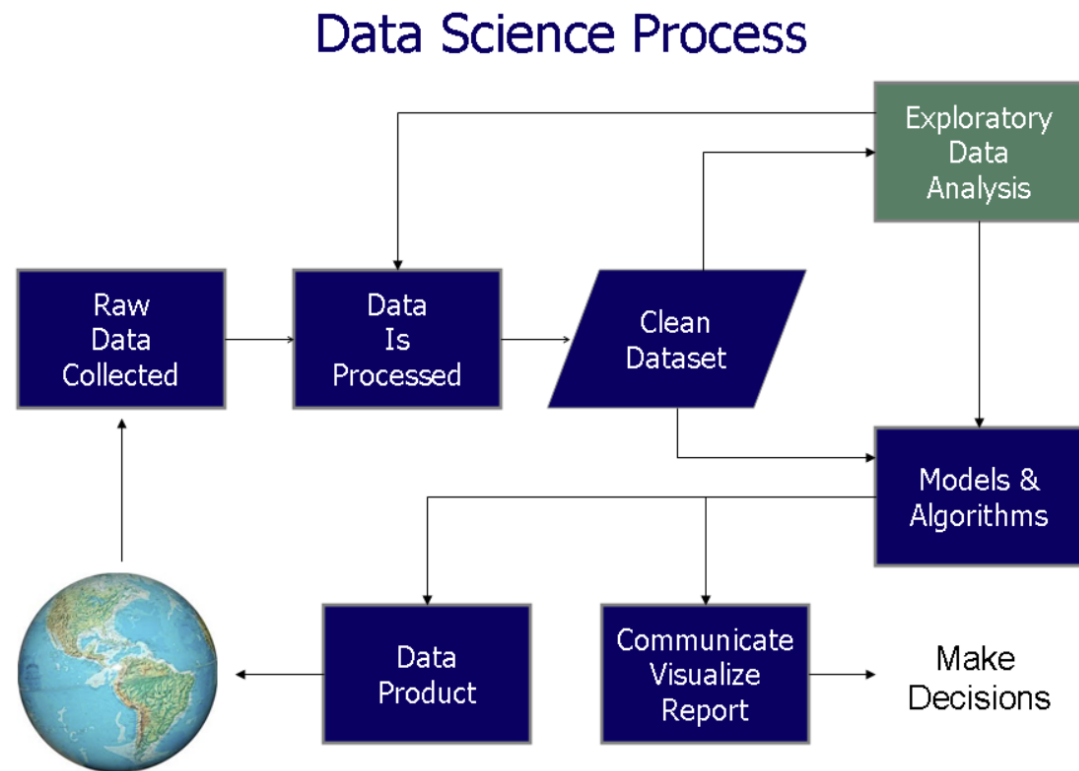 Data Science Process
Exploratory
Data
Analysis
Raw
Data
Collected
Data
Is
Processed
Clean
Dataset
Models &
Algorithms
Data
Product
Communicate
Visualize
Report
Make
Decisions